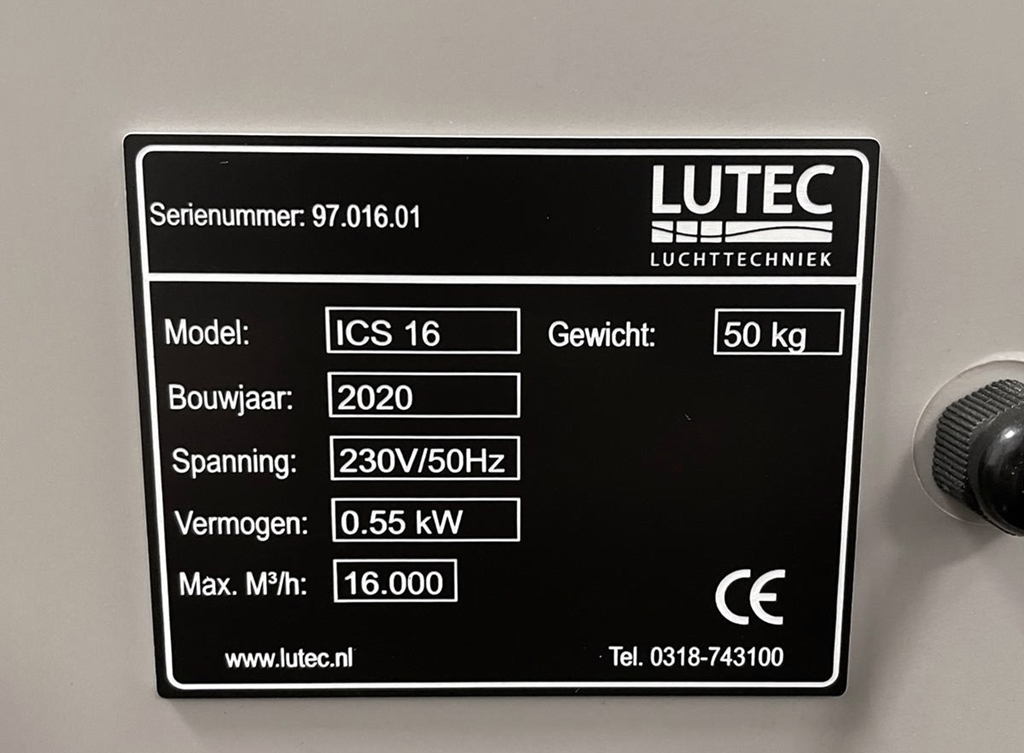 Serienummer: 97.016.01
LUTEC
LUCHTTECHNIEK
Model: ICS 16 Gewicht: 50 kg
Bouwjaar: 2020
Spanning: 230V/50Hz
Vermogen: 0.55 kW
Max. M³/h: 16.000
CE
www.lutec.nl Tel. 0318-743100